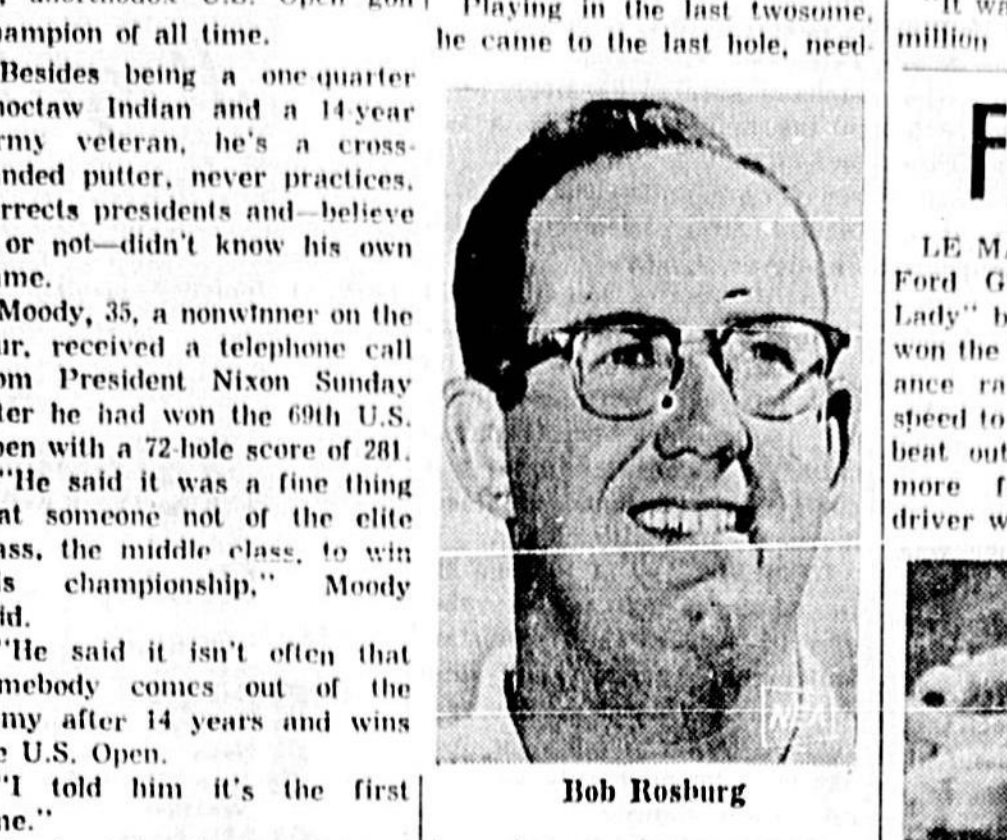 hampion of all time.
Besides being a one-quarter
hoctaw Indian and a 14-year
rmy veteran, he's a cross-
nded putter, never practices,
rrects presidents and—believe
or not—didn't know his own
ame.
Moody, 35, a nonwinner on the
ur, received a telephone call
om President Nixon Sunday
ter he had won the 69th U.S.
pen with a 72-hole score of 281.
"He said it was a fine thing
at someone not of the elite
ass, the middle class, to win
is championship," Moody
id.
"He said it isn't often that
mebody comes out of the
my after 14 years and wins
e U.S. Open.
"I told him it's the first
me."
Playing in the last twosome,
he came to the last hole, need-
NEA
Bob Rosburg
"It wa
million
F
LE MA
Ford G
Lady" b
won the
ance ra
speed to
beat out
more f
driver w